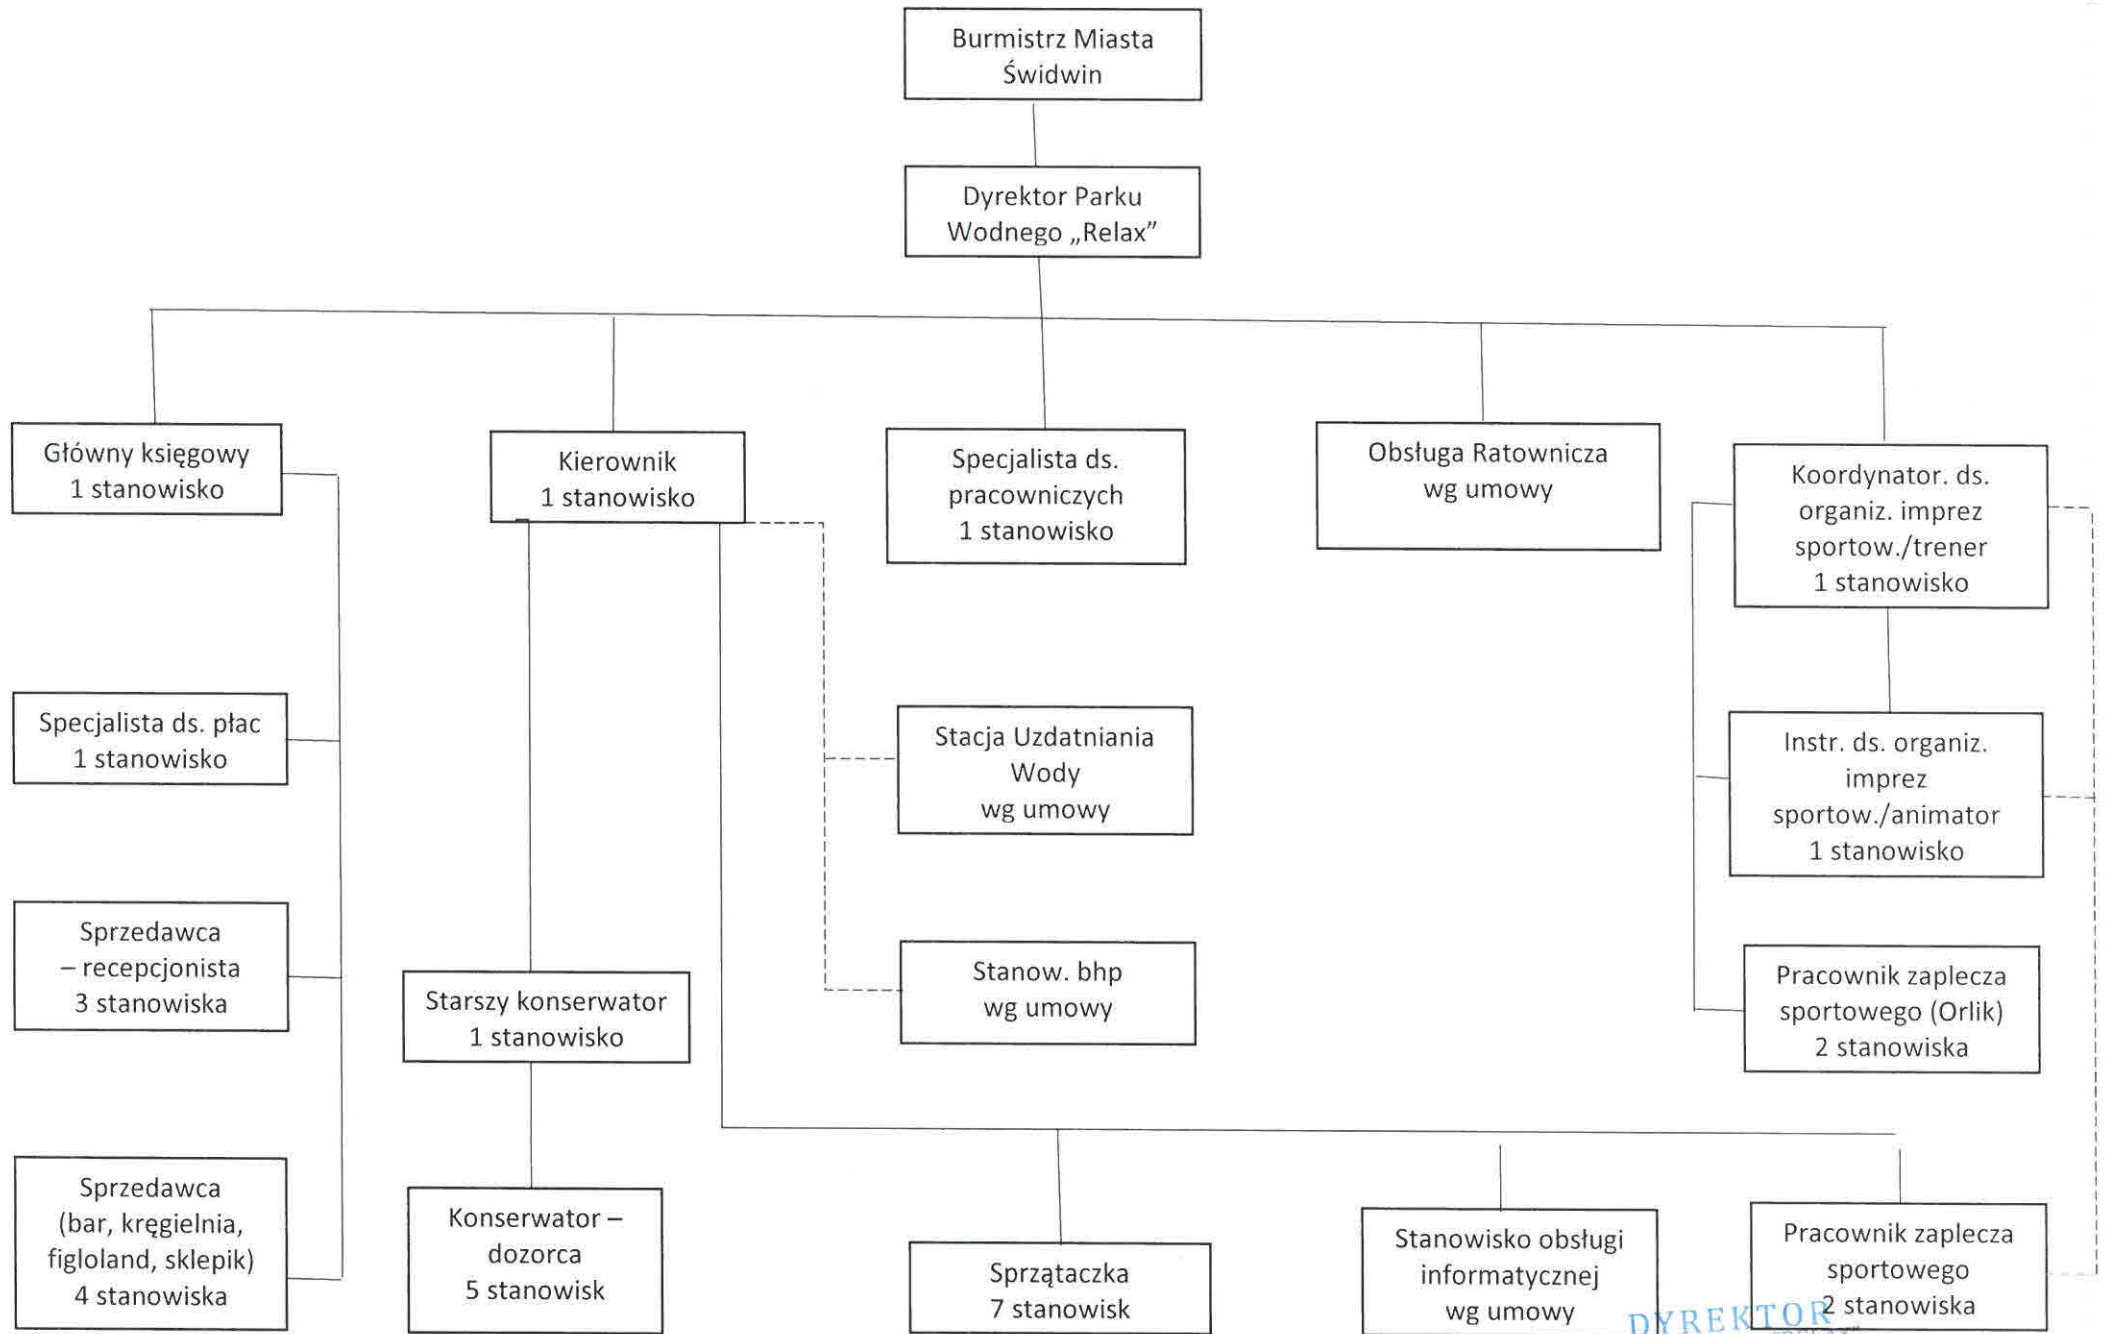 Burmistrz Miasta
Świdwin
Dyrektor Parku
Wodnego „Relax”
Główny księgowy
1 stanowisko
Kierownik
1 stanowisko
Specjalista ds.
pracowniczych
1 stanowisko
Obsługa Ratownicza
wg umowy
Koordynator. ds.
organiz. imprez
sportow./trener
1 stanowisko
Specjalista ds. płac
1 stanowisko
Stacja Uzdatniania
Wody
wg umowy
Instr. ds. organiz.
imprez
sportow./animator
1 stanowisko
Sprzedawca
– recepcjonista
3 stanowiska
Starszy konserwator
1 stanowisko
Stanow. bhp
wg umowy
Pracownik zaplecza
sportowego (Orlik)
2 stanowiska
Sprzedawca
(bar, kręgielnia,
figloland, sklepik)
4 stanowiska
Konserwator –
dozorca
5 stanowisk
Sprzątaczka
7 stanowisk
Stanowisko obsługi
informatycznej
wg umowy
Pracownik zaplecza
sportowego
2 stanowiska
DYREKTOR